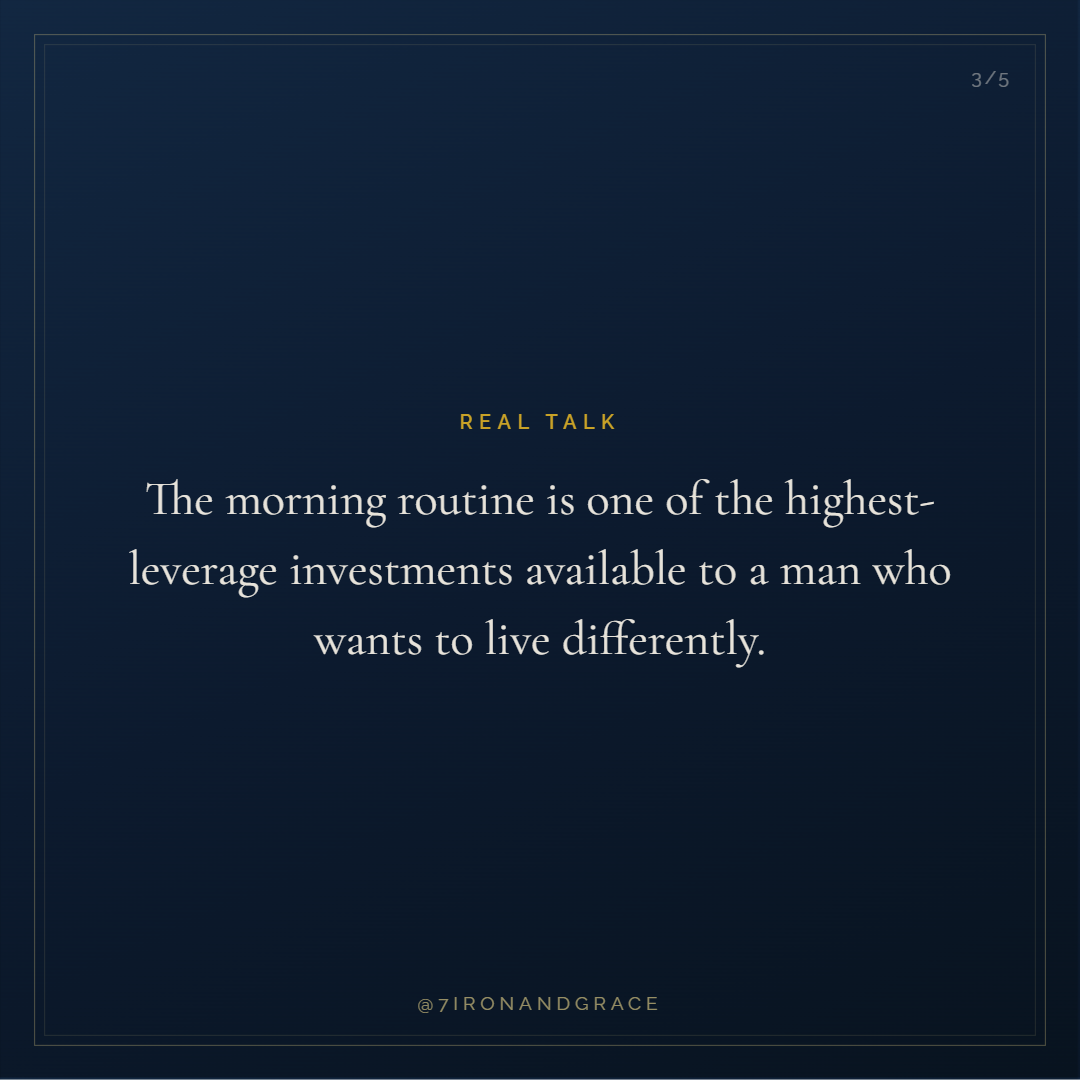 3/5
REAL TALK
The morning routine is one of the highest-
leverage investments available to a man who
wants to live differently.
@7IRONANDGRACE